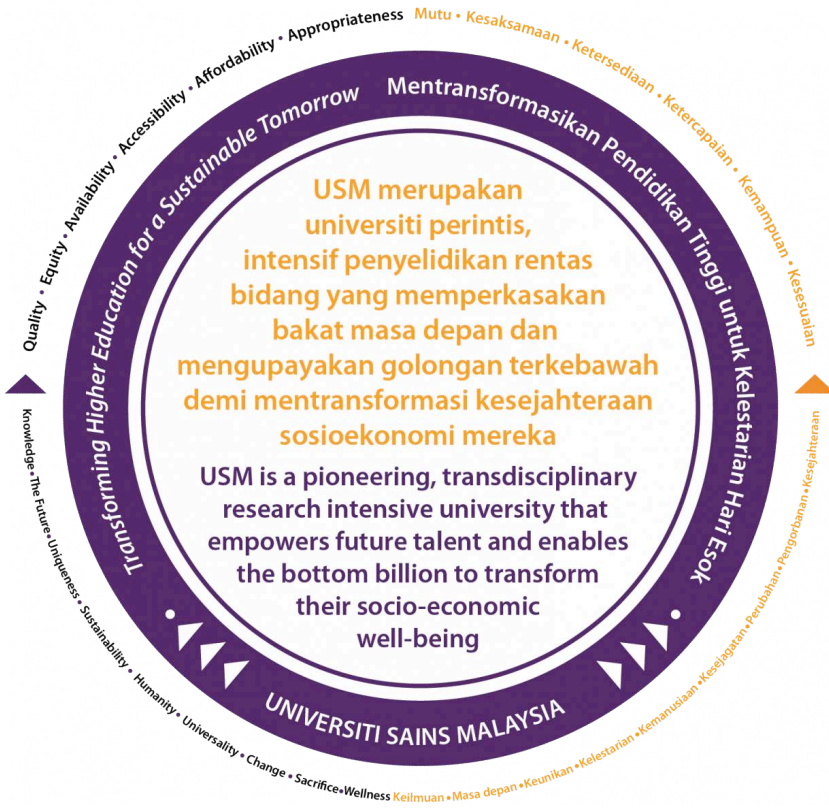 Quality • Equity • Availability • Accessibility • Affordability • Appropriateness
Mutu • Kesaksamaan • Ketersediaan • Ketercapaian • Kemampuan • Kesesuaian
Transforming Higher Education for a Sustainable Tomorrow
Mentransformasikan Pendidikan Tinggi untuk Kelestarian Hari Esok
USM merupakan
universiti perintis,
intensif penyelidikan rentas
bidang yang memperkasakan
bakat masa depan dan
mengupayakan golongan terkebawah
demi mentransformasi kesejahteraan
sosioekonomi mereka
USM is a pioneering, transdisciplinary
research intensive university that
empowers future talent and enables
the bottom billion to transform
their socio-economic
well-being
UNIVERSITI SAINS MALAYSIA
Knowledge • The Future • Uniqueness • Sustainability • Humanity • Universality • Change • Sacrifice • Wellness
Keilmuan • Masa depan • Keunikan • Kelestarian • Kemanusiaan • Kesejagatan • Perubahan • Pengorbanan • Kesejahteraan